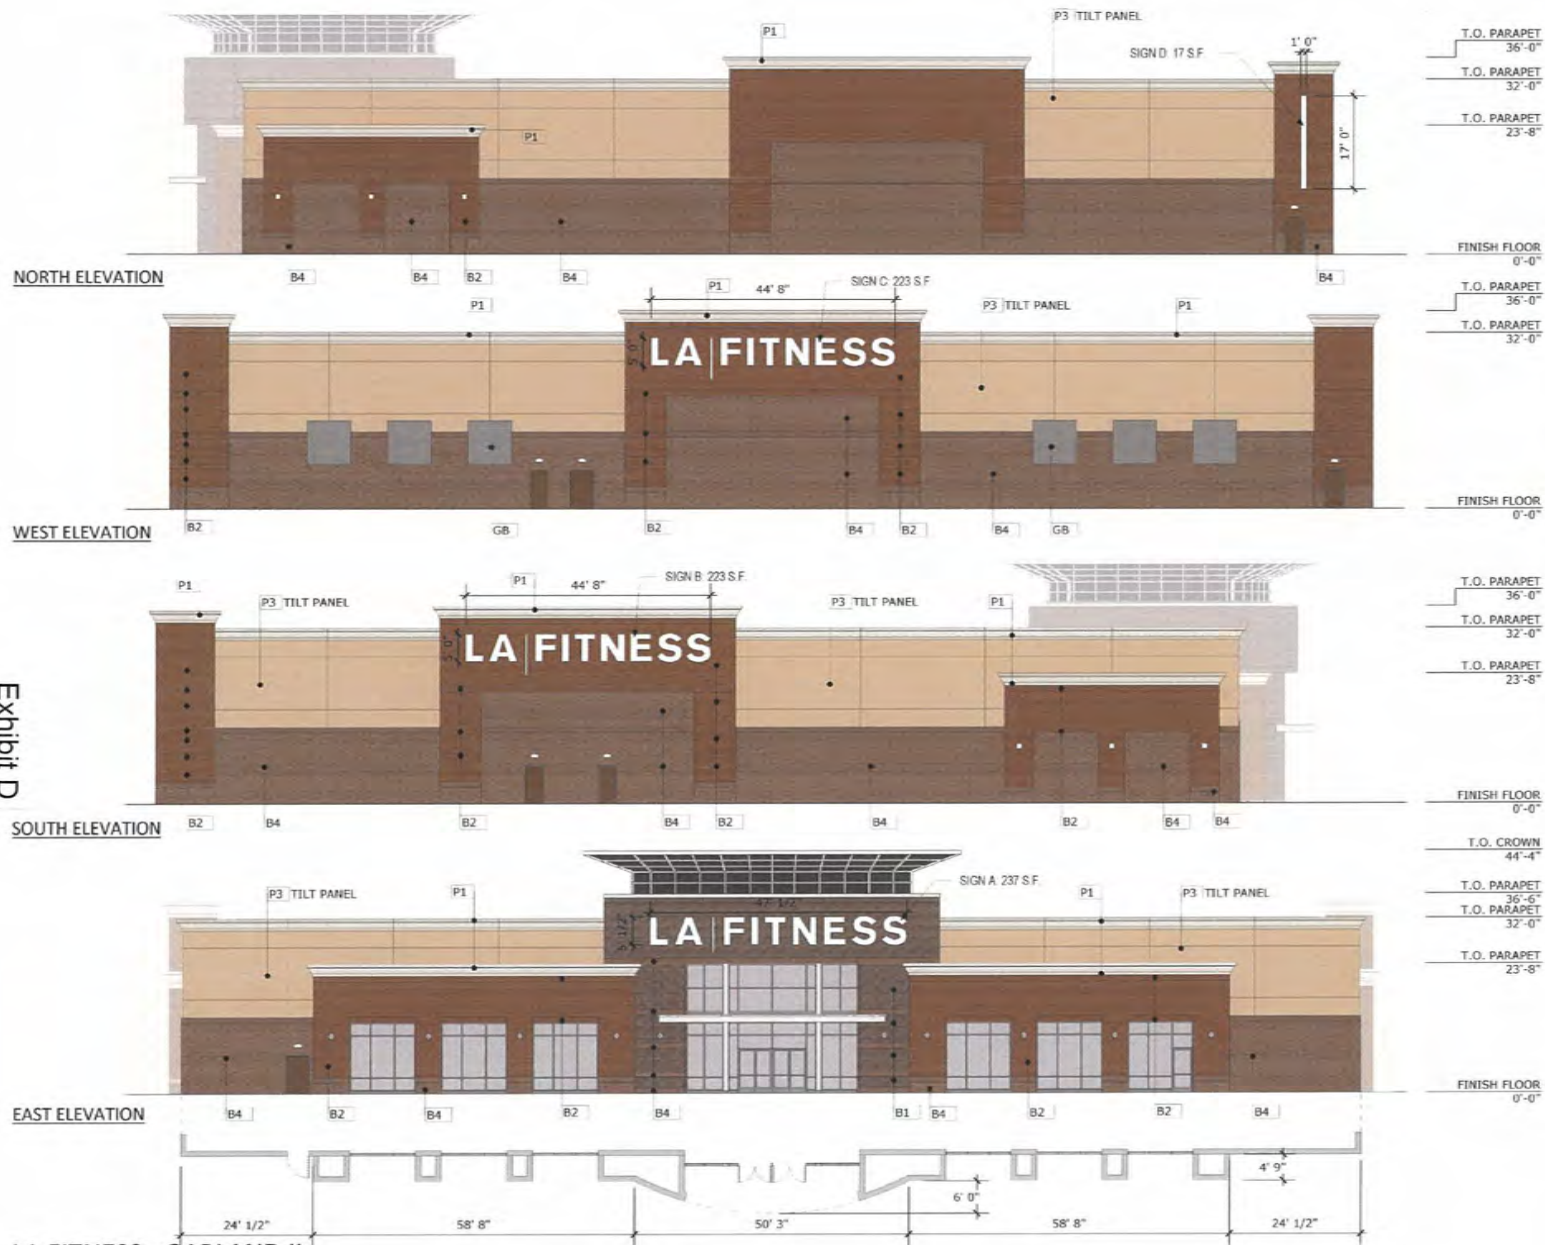 P3 TILT PANEL
P1
SIGN D: 17 S.F
1' 0"
T.O. PARAPET
36'-0"
T.O. PARAPET
32'-0"
T.O. PARAPET
23'-8"
P1
17' 0"
FINISH FLOOR
0'-0"
NORTH ELEVATION
B4
B4
B2
B4
B4
P1
P1
44' 8"
SIGN C: 223 S.F
P3 TILT PANEL
P1
T.O. PARAPET
36'-0"
T.O. PARAPET
32'-0"
5' 0"
LA|FITNESS
FINISH FLOOR
0'-0"
WEST ELEVATION
B2
GB
B2
B4
B2
B4
GB
P1
P3 TILT PANEL
P1
44' 8"
SIGN B: 223 S.F.
P3 TILT PANEL
P1
T.O. PARAPET
36'-0"
T.O. PARAPET
32'-0"
T.O. PARAPET
23'-8"
5' 0"
LA|FITNESS
Exhibit D
FINISH FLOOR
0'-0"
SOUTH ELEVATION
B2
B4
B2
B4
B2
B4
B2
B4
B4
T.O. CROWN
44'-4"
P3 TILT PANEL
P1
SIGN A: 237 S.F.
P1
P3 TILT PANEL
T.O. PARAPET
36'-6"
T.O. PARAPET
32'-0"
T.O. PARAPET
23'-8"
47' 1/2"
5' 1/2"
LA|FITNESS
FINISH FLOOR
0'-0"
EAST ELEVATION
B4
B2
B4
B2
B4
B1
B4
B2
B2
B4
4' 9"
6' 0"
24' 1/2"
58' 8"
50' 3"
58' 8"
24' 1/2"